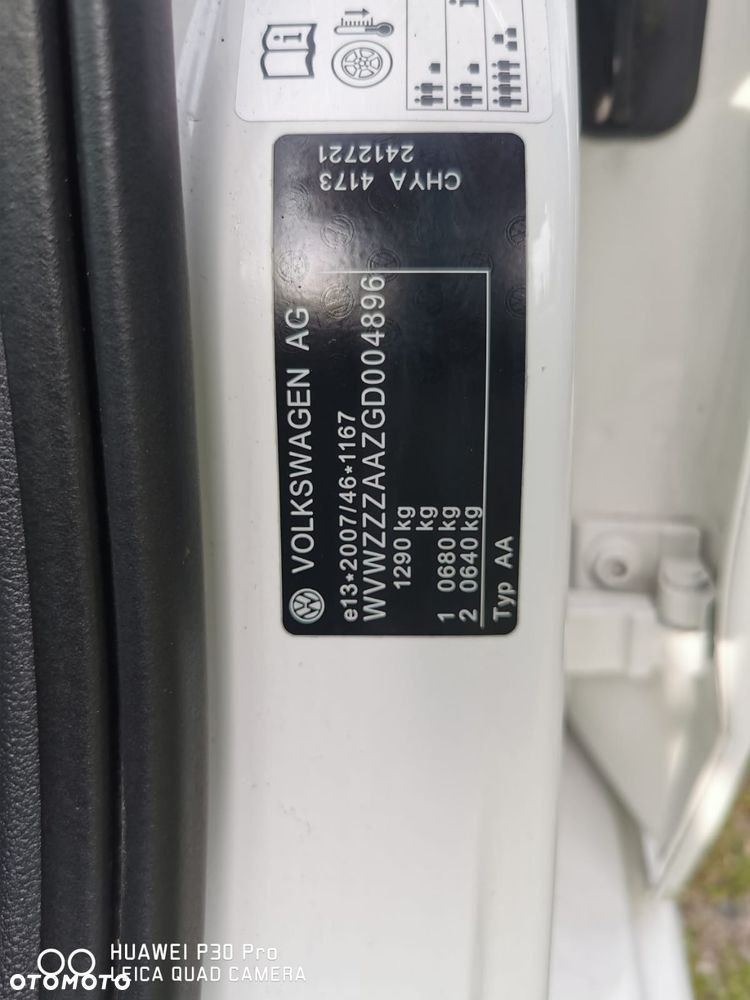 VOLKSWAGEN AG
e13*2007/46*1167
WVWZZZAAZGD004896
1290 kg
kg
1 0680 kg
2 0640 kg
Typ AA
CHYA 4173
2412721
HUAWEI P30 Pro
LEICA QUAD CAMERA
OTOMOTO